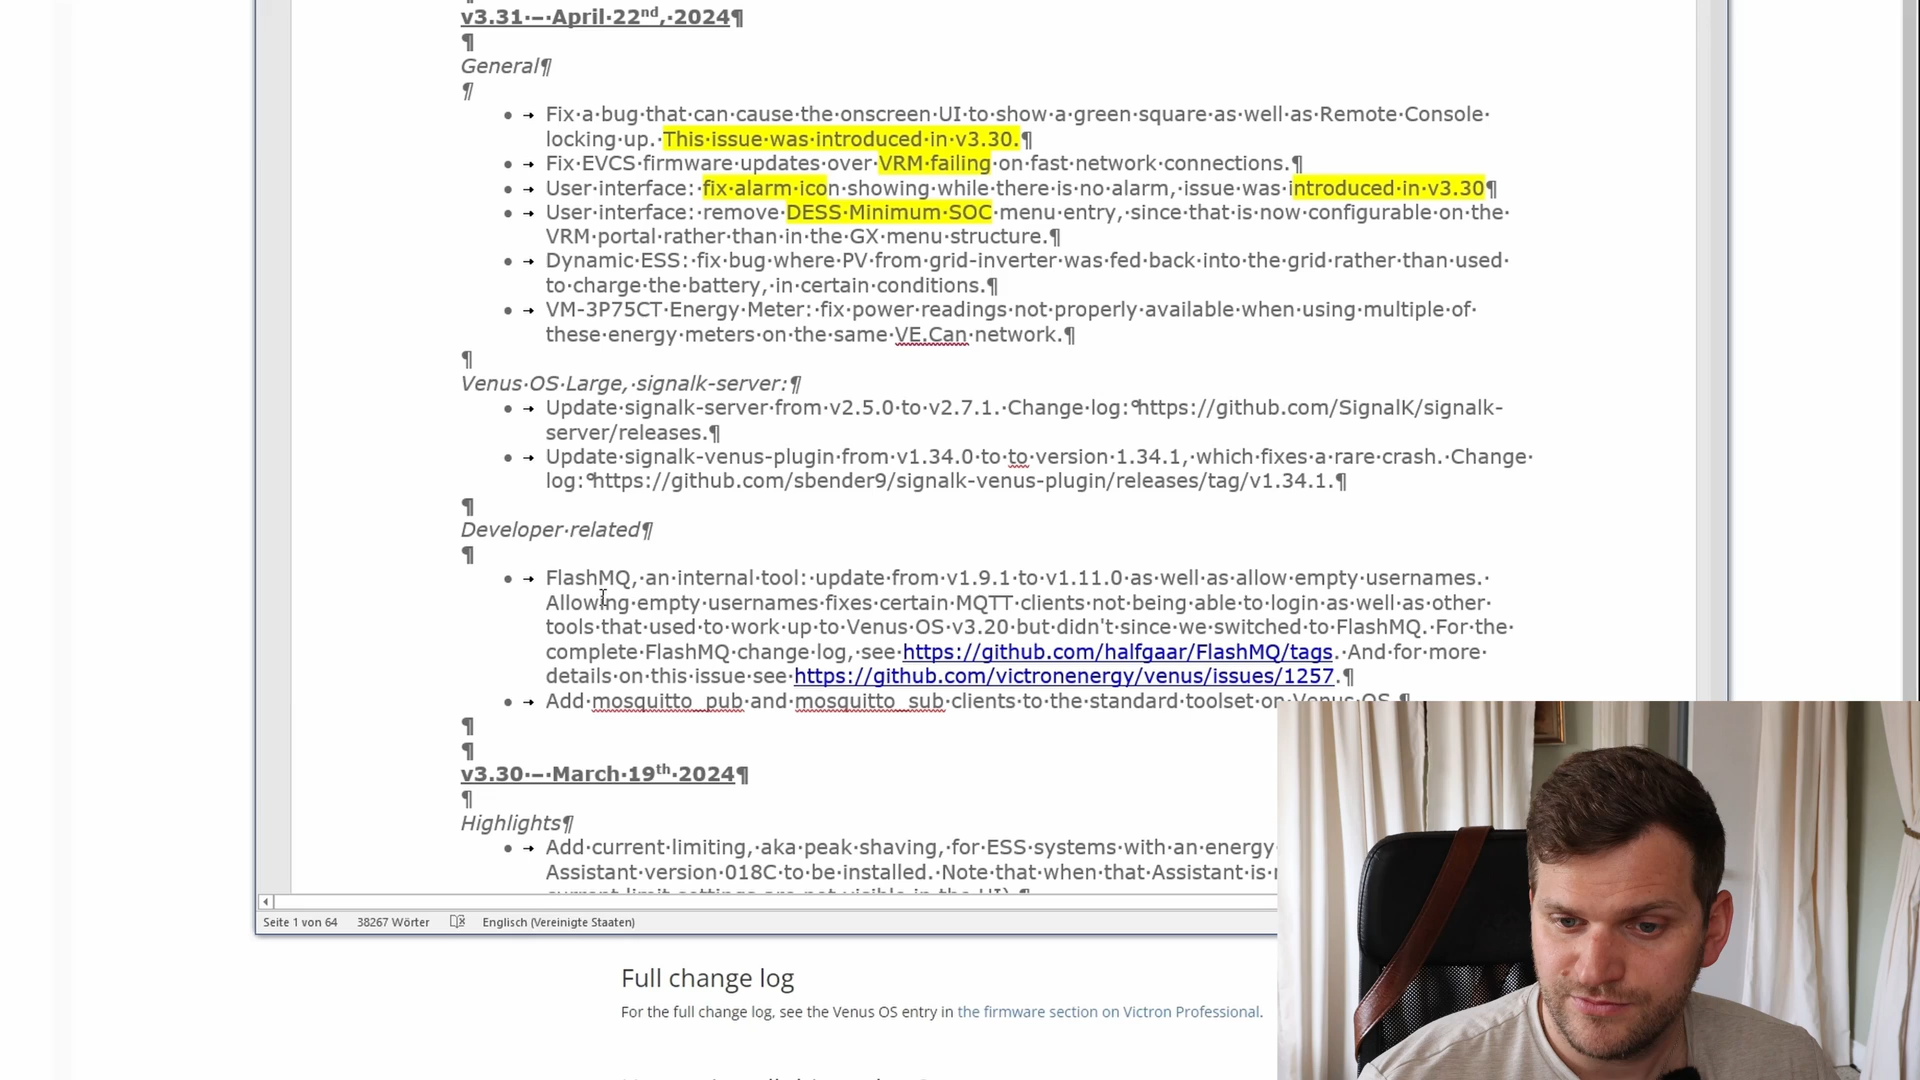 v3.31 – April 22nd, 2024¶
¶
General¶
¶
• → Fix a bug that can cause the onscreen UI to show a green square as well as Remote Console
locking up. This issue was introduced in v3.30.¶
• → Fix EVCS firmware updates over VRM failing on fast network connections.¶
• → User interface: fix alarm icon showing while there is no alarm, issue was introduced in v3.30¶
• → User interface: remove DESS Minimum SOC menu entry, since that is now configurable on the
VRM portal rather than in the GX menu structure.¶
• → Dynamic ESS: fix bug where PV from grid-inverter was fed back into the grid rather than used
to charge the battery, in certain conditions.¶
• → VM-3P75CT Energy Meter: fix power readings not properly available when using multiple of
these energy meters on the same VE.Can network.¶
¶
Venus OS Large, signalk-server:¶
• → Update signalk-server from v2.5.0 to v2.7.1. Change log:°https://github.com/SignalK/signalk-
server/releases.¶
• → Update signalk-venus-plugin from v1.34.0 to to version 1.34.1, which fixes a rare crash. Change
log:°https://github.com/sbender9/signalk-venus-plugin/releases/tag/v1.34.1.¶
¶
Developer related¶
¶
• → FlashMQ, an internal tool: update from v1.9.1 to v1.11.0 as well as allow empty usernames.
Allowing empty usernames fixes certain MQTT clients not being able to login as well as other
tools that used to work up to Venus OS v3.20 but didn't since we switched to FlashMQ. For the
complete FlashMQ change log, see https://github.com/halfgaar/FlashMQ/tags. And for more
details on this issue see https://github.com/victronenergy/venus/issues/1257.¶
• → Add mosquitto_pub and mosquitto_sub clients to the standard toolset on Venus OS.¶
¶
¶
v3.30 – March 19th 2024¶
¶
Highlights¶
• → Add current limiting, aka peak shaving, for ESS systems with an energy
Assistant version 018C to be installed. Note that when that Assistant is
current limit settings are not visible in the UI).¶
Seite 1 von 64 38267 Wörter Englisch (Vereinigte Staaten)
Full change log
For the full change log, see the Venus OS entry in the firmware section on Victron Professional.